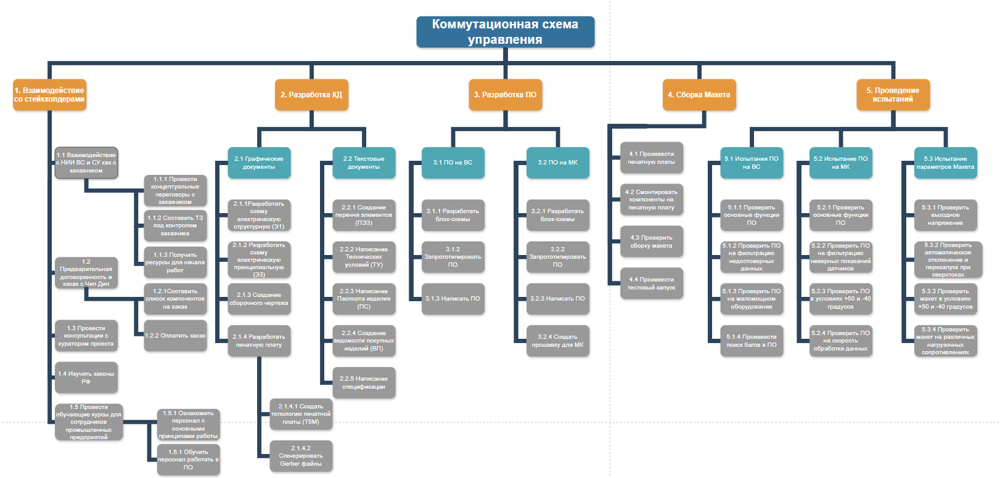 Коммутационная схема
управления
1. Взаимодействие
со стейкхолдерами
2. Разработка КД
3. Разработка ПО
4. Сборка Макета
5. Проведение
испытаний
1.1 Взаимодействие
с НИИ ВС и СУ как с
заказчиком
1.1.1 Провести
концептуальные
переговоры с
заказчиком
1.1.2 Составить ТЗ
под контролем
заказчика
1.1.3 Получить
ресурсы для начала
работ
1.2
Предварительная
договоренность и
заказ с Чип Дип
1.2.1Составить
список компонентов
на заказ
1.2.2 Оплатить заказ
1.3 Провести
консультации с
куратором проекта
1.4 Изучить законы
РФ
1.5 Провести
обучающие курсы для
сотрудников
промышленных
предприятий
1.5.1 Ознакомить
персонал с
основными
принципами работы
1.5.1 Обучить
персонал работать в
ПО
2.1 Графические
документы
2.1.1Разработать
схему
электрическую
структурную (Э1)
2.1.2 Разработать
схему
электрическую
принципиальную
(Э3)
2.1.3 Создание
сборочного чертежа
2.1.4 Разработать
печатную плату
2.1.4.1 Создать
топологию печатной
платы (Т5М)
2.1.4.2
Сгенерировать
Gerber файлы
2.2 Текстовые
документы
2.2.1 Создание
перечня алементов
(ПЭ3)
2.2.2 Написание
Технических
условий (ТУ)
2.2.3 Написание
Паспорта изделия
(ПС)
2.2.4 Создание
ведомости покупных
изделий (ВП)
2.2.5 Написание
спецификации
3.1 ПО на ВС
3.1.1 Разработать
блок-схемы
3.1.2
Запрототипировать
ПО
3.1.3 Написать ПО
3.2 ПО на МК
3.2.1 Разработать
блок-схемы
3.2.2
Запрототипировать
ПО
3.2.3 Написать ПО
3.2.4 Создать
прошивку для МК
4.1 Произвести
печатную платы
4.2 Смонтировать
компоненты на
печатную плату
4.3 Проверить
сборку макета
4.4 Произвести
тестовый запуск
5.1 Испытания ПО
на ВС
5.1.1 Проверить
основные функции
ПО
5.1.2 Проверить ПО
на фильтрацию
недостоверных
данных
5.1.3 Проверить ПО
на маломощном
оборудовании
5.1.4 Произвести
поиск багов в ПО
5.2 Испытание ПО
на МК
5.2.1 Проверить
основные функции
ПО
5.2.2 Проверить ПО
на фильтрацию
неверных показаний
датчиков
5.2.3 Проверить ПО
в условиях +50 и -40
градусов
5.2.4 Проверить ПО
на скорость
обработки данных
5.3 Испытание
параметров Макета
5.3.1 Проверить
выходное
напряжение
5.3.2 Проверить
автоматическое
отключение и
перезапуск при
сверхтоках
5.3.3 Проверить
макет в условиях
+50 и -40 градусов
5.3.4 Проверить
макет на различных
нагрузочных
сопротивлениях